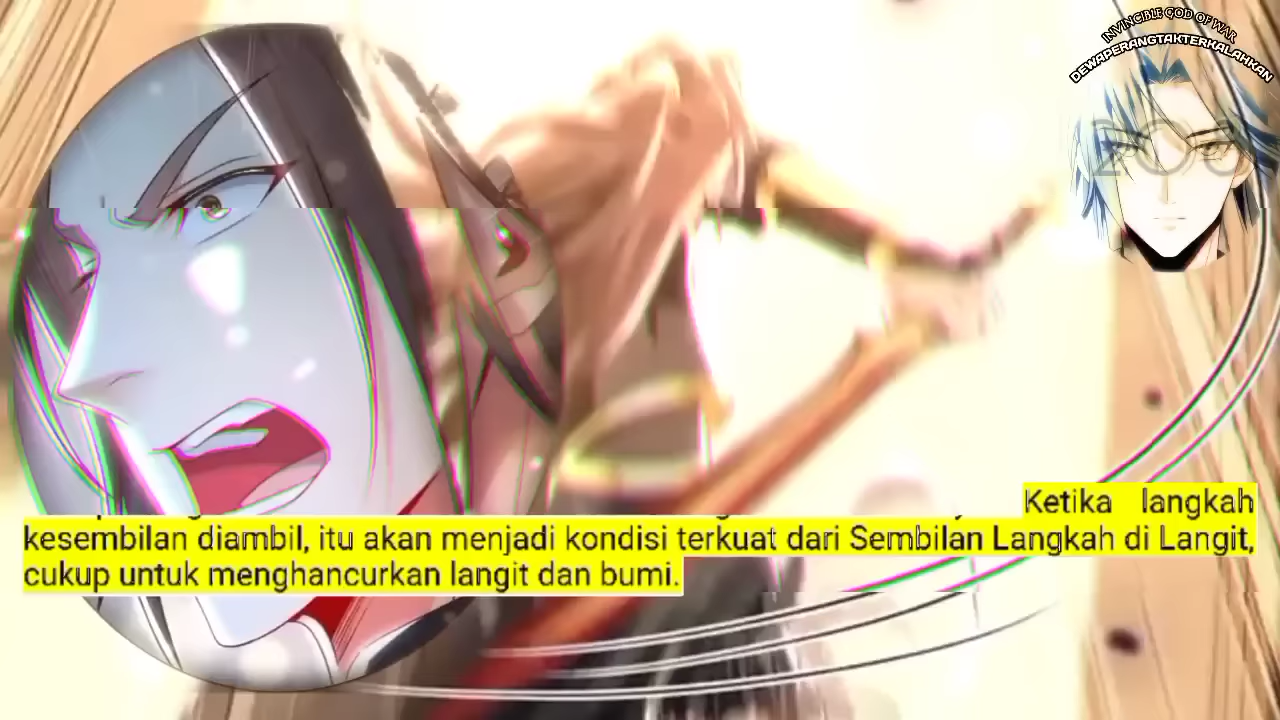 INVINCIBLE GOD OF WAR
DEWAPERANGTAKTERKALAHKAN
Ketika langkah
kesembilan diambil, itu akan menjadi kondisi terkuat dari Sembilan Langkah di Langit,
cukup untuk menghancurkan langit dan bumi.